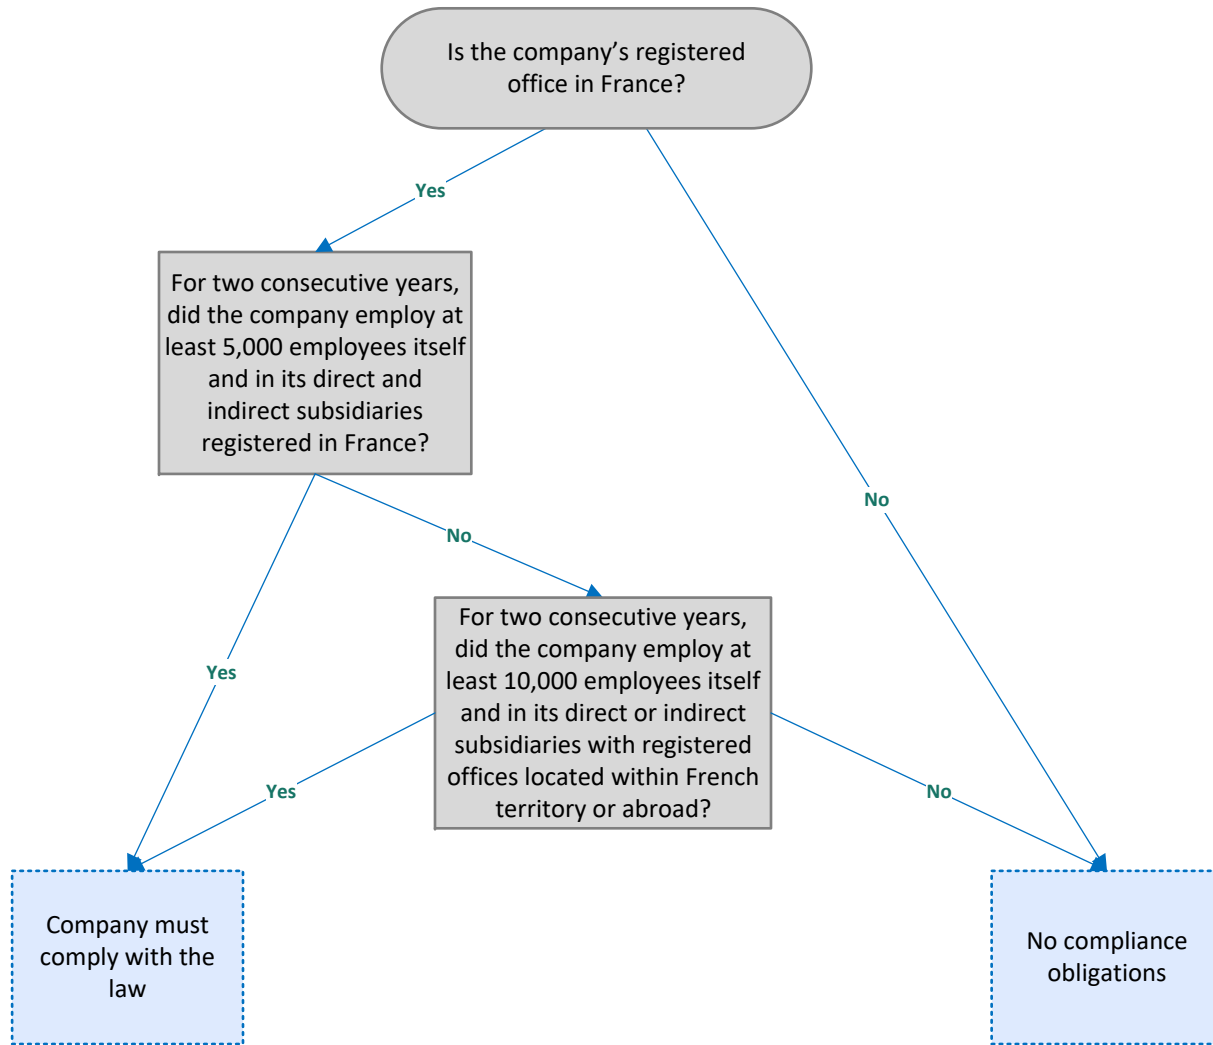 Is the company’s registered
office in France?
Yes
For two consecutive years,
did the company employ at
least 5,000 employees itself
and in its direct and
indirect subsidiaries
registered in France?
No
No
For two consecutive years,
did the company employ at
least 10,000 employees itself
and in its direct or indirect
subsidiaries with registered
offices located within French
territory or abroad?
Yes
Yes
No
Company must
comply with the
law
No compliance
obligations